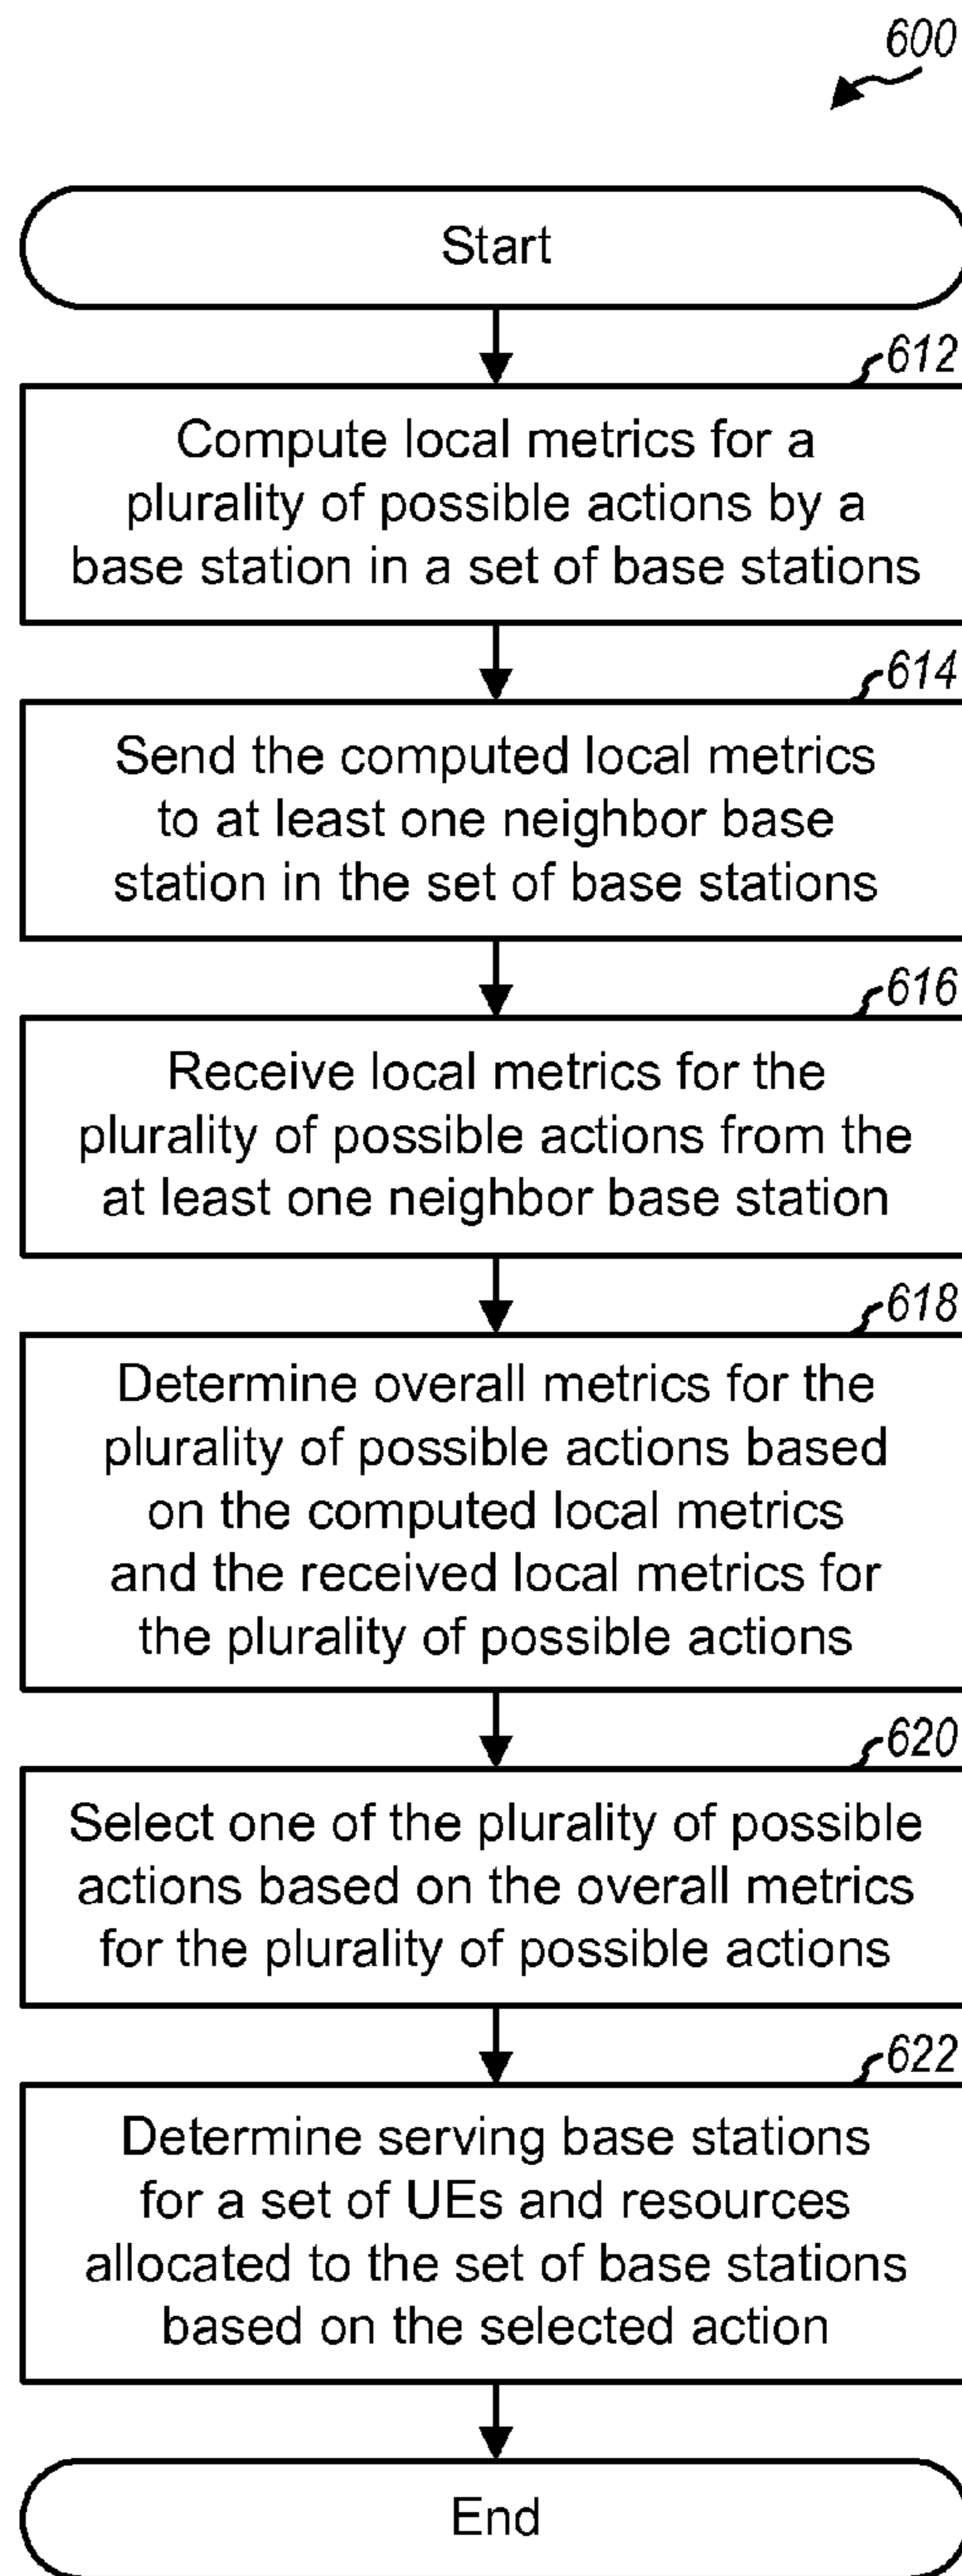 600
Start
612
Compute local metrics for a
plurality of possible actions by a
base station in a set of base stations
614
Send the computed local metrics
to at least one neighbor base
station in the set of base stations
616
Receive local metrics for the
plurality of possible actions from the
at least one neighbor base station
618
Determine overall metrics for the
plurality of possible actions based
on the computed local metrics
and the received local metrics for
the plurality of possible actions
620
Select one of the plurality of possible
actions based on the overall metrics
for the plurality of possible actions
622
Determine serving base stations
for a set of UEs and resources
allocated to the set of base stations
based on the selected action
End